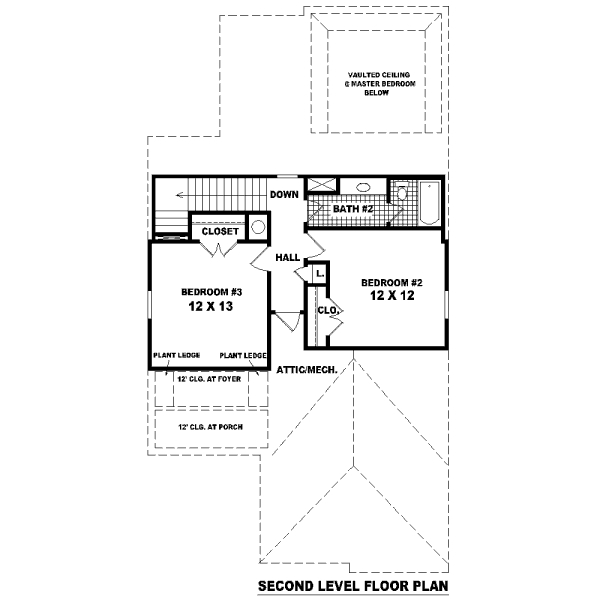 VAULTED CEILING
@ MASTER BEDROOM
BELOW
DOWN
BATH #2
CLOSET
HALL
L.
BEDROOM #3
12 X 13
BEDROOM #2
12 X 12
CLO.
PLANT LEDGE
PLANT LEDGE
ATTIC/MECH.
12' CLG. AT FOYER
12' CLG. AT PORCH
SECOND LEVEL FLOOR PLAN